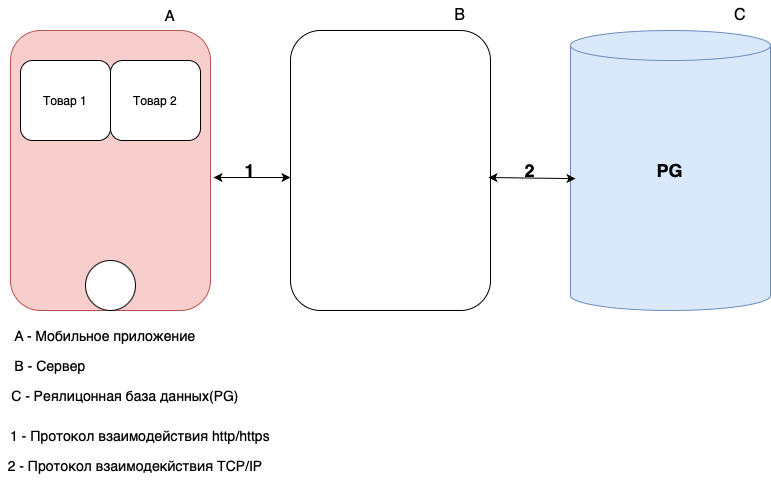 A
B
C
Товар 1
Товар 2
1
2
PG
A - Мобильное приложение
B - Сервер
C - Реялицонная база данных(PG)
1 - Протокол взаимодействия http/https
2 - Протокол взаимодекйствия TCP/IP